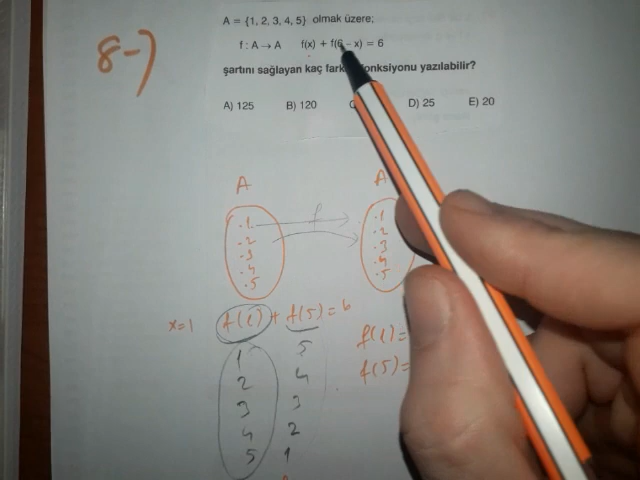 8-)
A = {1, 2, 3, 4, 5} olmak üzere;
f : A → A f(x) + f(6 - x) = 6
şartını sağlayan kaç fonksiyonu yazılabilir?
A) 125 B) 120 D) 25 E) 20
A A
f
.1 .1
.2 .2
.3 .3
.4 .4
.5 .5
x=1 f(1) + f(5) = 6
1 5
2 4
3 3
4 2
5 1
f(1)=
f(5)=